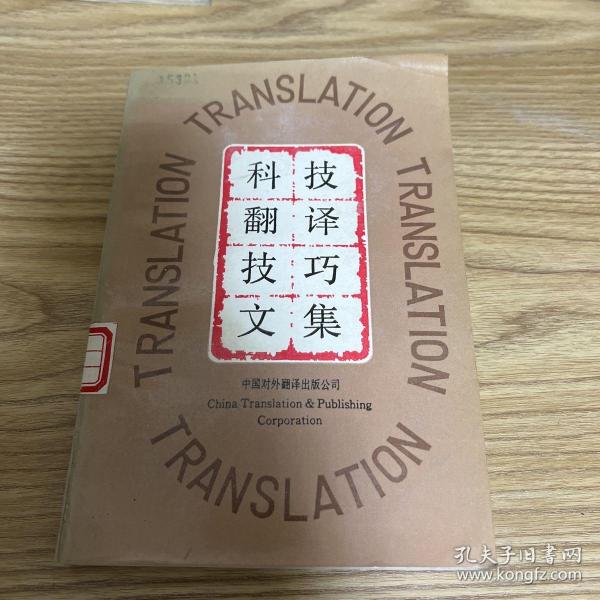 15301
TRANSLATION
TRANSLATION
TRANSLATION
TRANSLATION
科技
翻译
技巧
文集
中国对外翻译出版公司
China Translation & Publishing
Corporation
孔夫子旧书网
www.kongfz.com